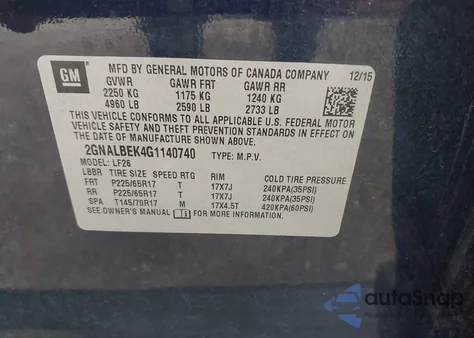 GM
MFD BY GENERAL MOTORS OF CANADA COMPANY 12/15
GVWR GAWR FRT GAWR RR
2250 KG 1175 KG 1240 KG
4960 LB 2590 LB 2733 LB
THIS VEHICLE CONFORMS TO ALL APPLICABLE U.S. FEDERAL MOTOR
VEHICLE SAFETY, BUMPER, AND THEFT PREVENTION STANDARDS IN EFFECT ON THE
DATE OF MANUFACTURE SHOWN ABOVE.
2GNALBEK4G1140740 TYPE: M.P.V.
MODEL: LF26
LBBR TIRE SIZE SPEED RTG RIM COLD TIRE PRESSURE
FRT P225/65R17 T 17X7J 240KPA(35PSI)
RR P225/65R17 T 17X7J 240KPA(35PSI)
SPA T145/70R17 M 17X4.5T 420KPA(60PSI)
SEE OWNER'S MANUAL FOR MORE INFORMATION.
autoSnap